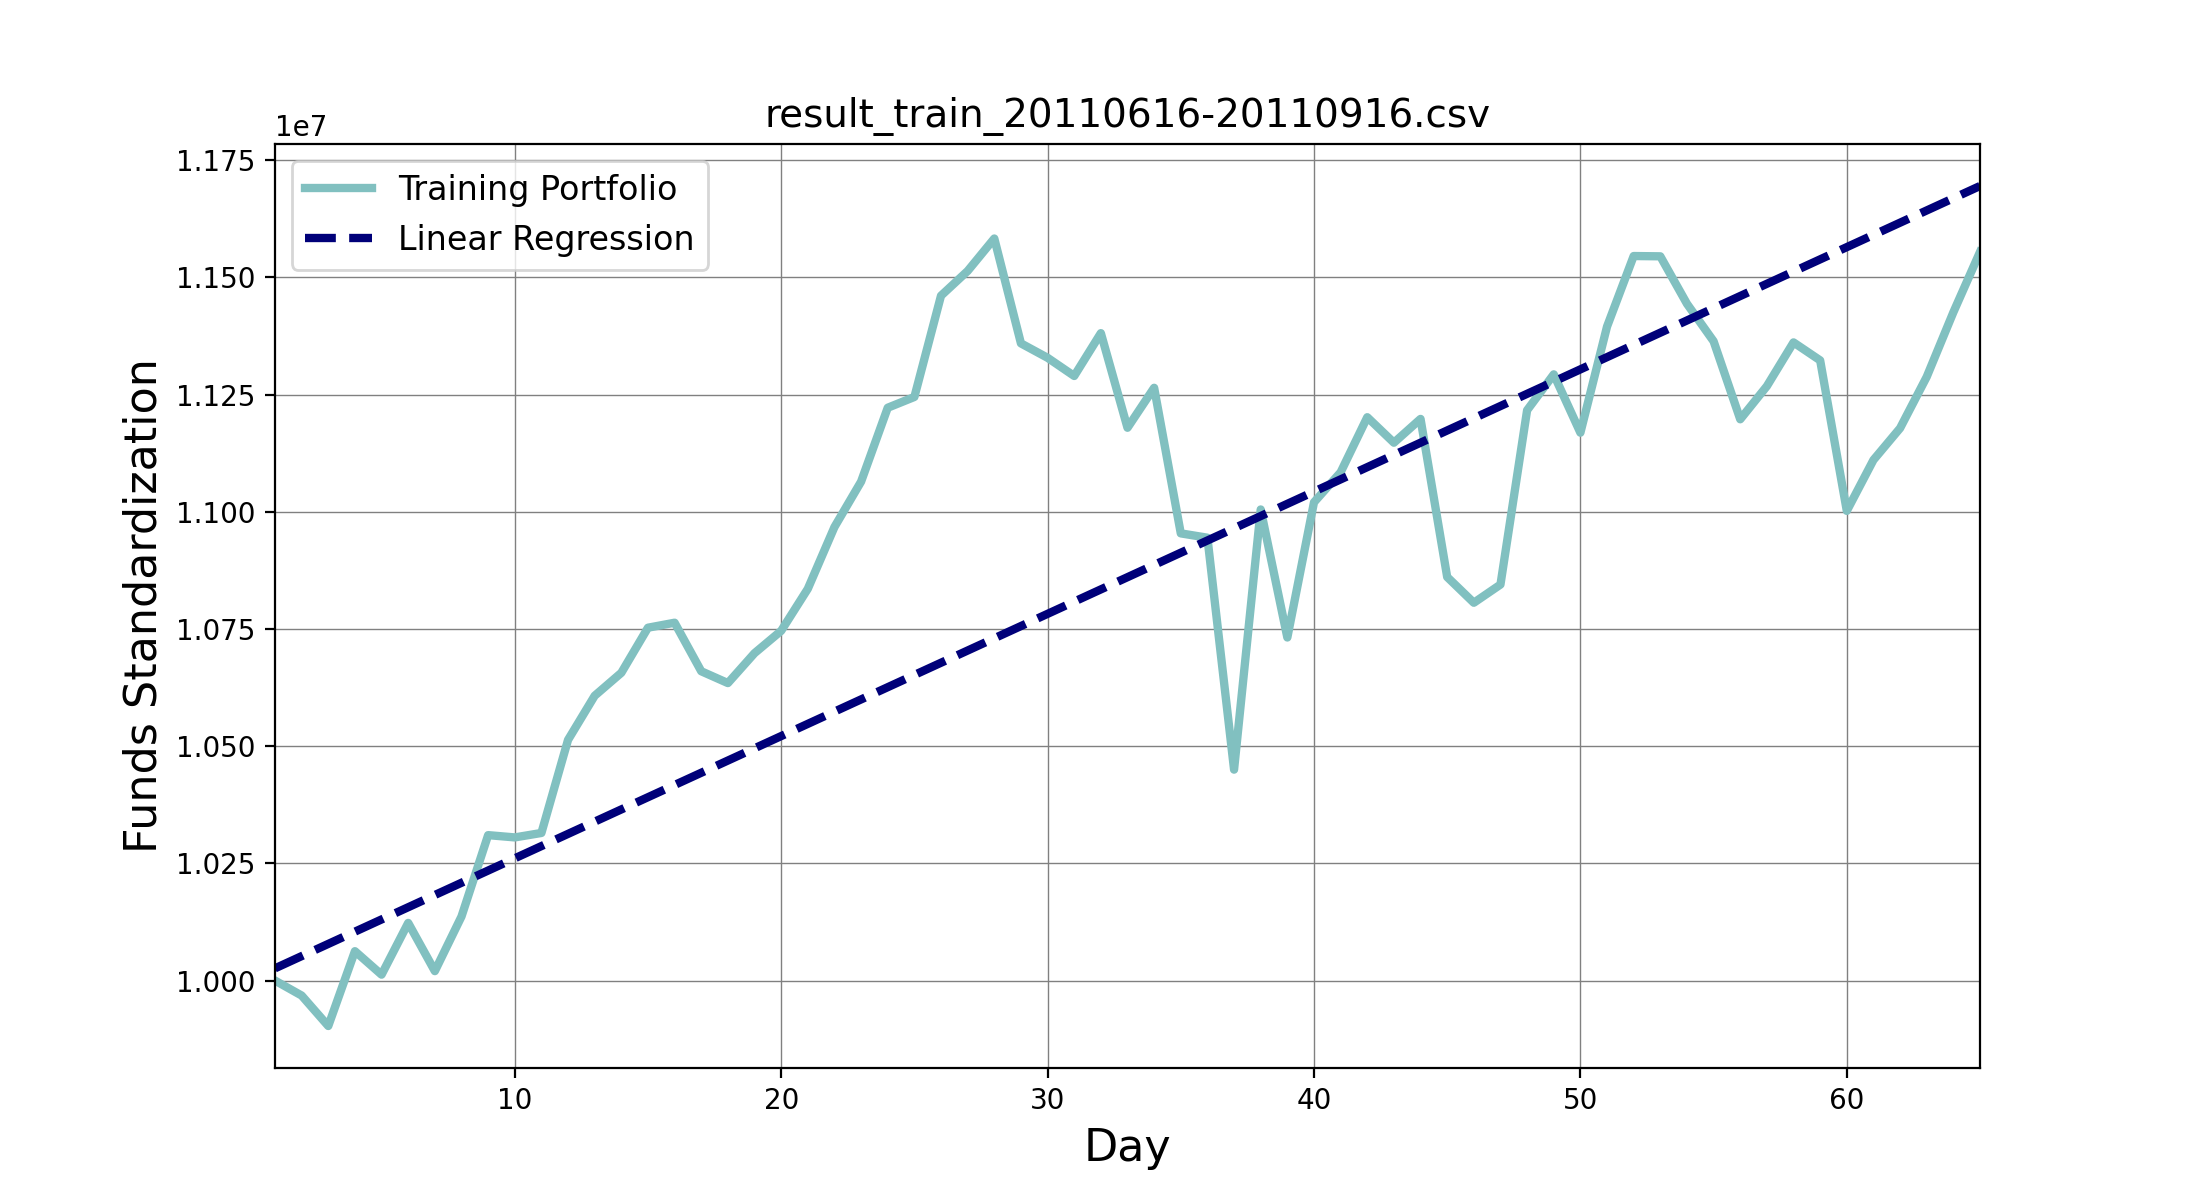 result_train_20110616-20110916.csv
1e7
1.175
1.150
1.125
1.100
1.075
1.050
1.025
1.000
Funds Standardization
Training Portfolio
Linear Regression
10 20 30 40 50 60
Day